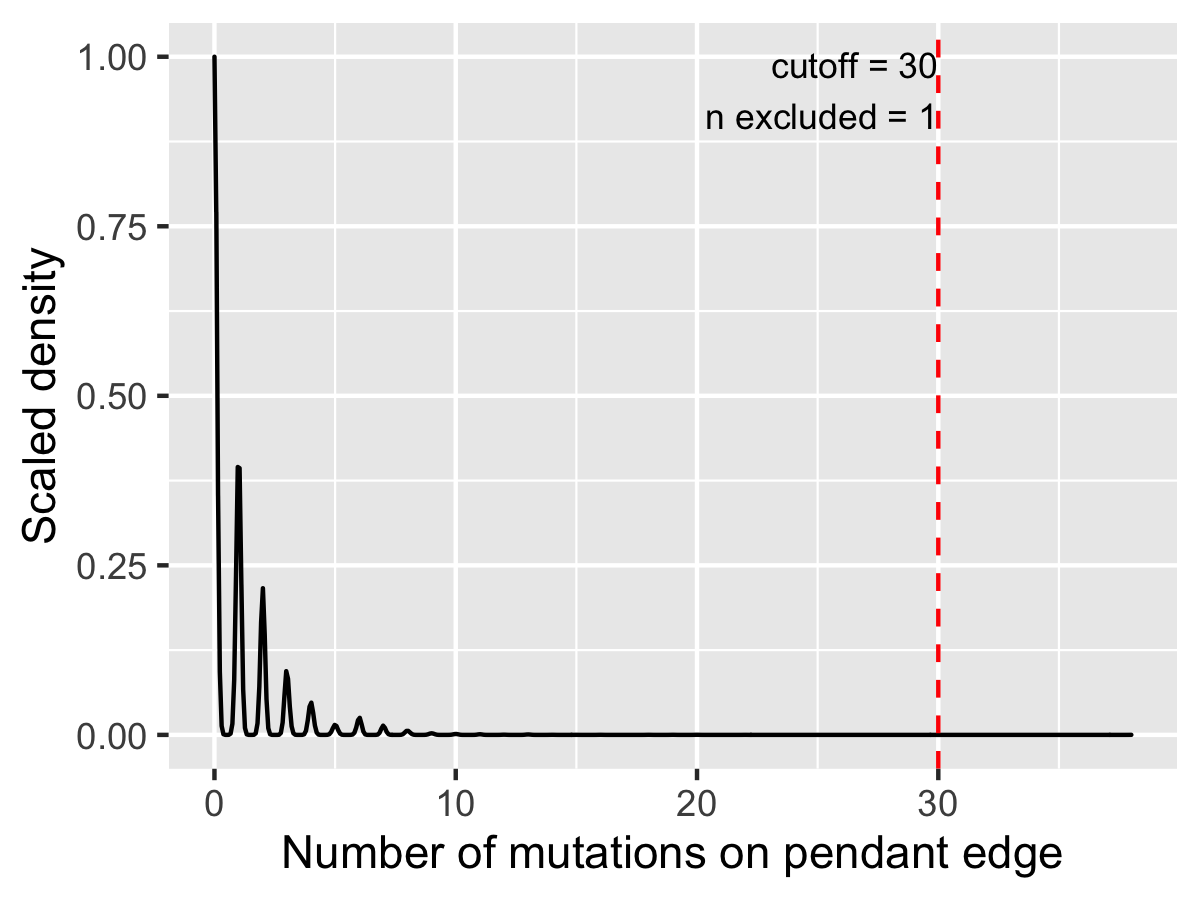 cutoff = 30
n excluded = 1
1.00
0.75
0.50
0.25
0.00
Scaled density
0
10
20
30
Number of mutations on pendant edge